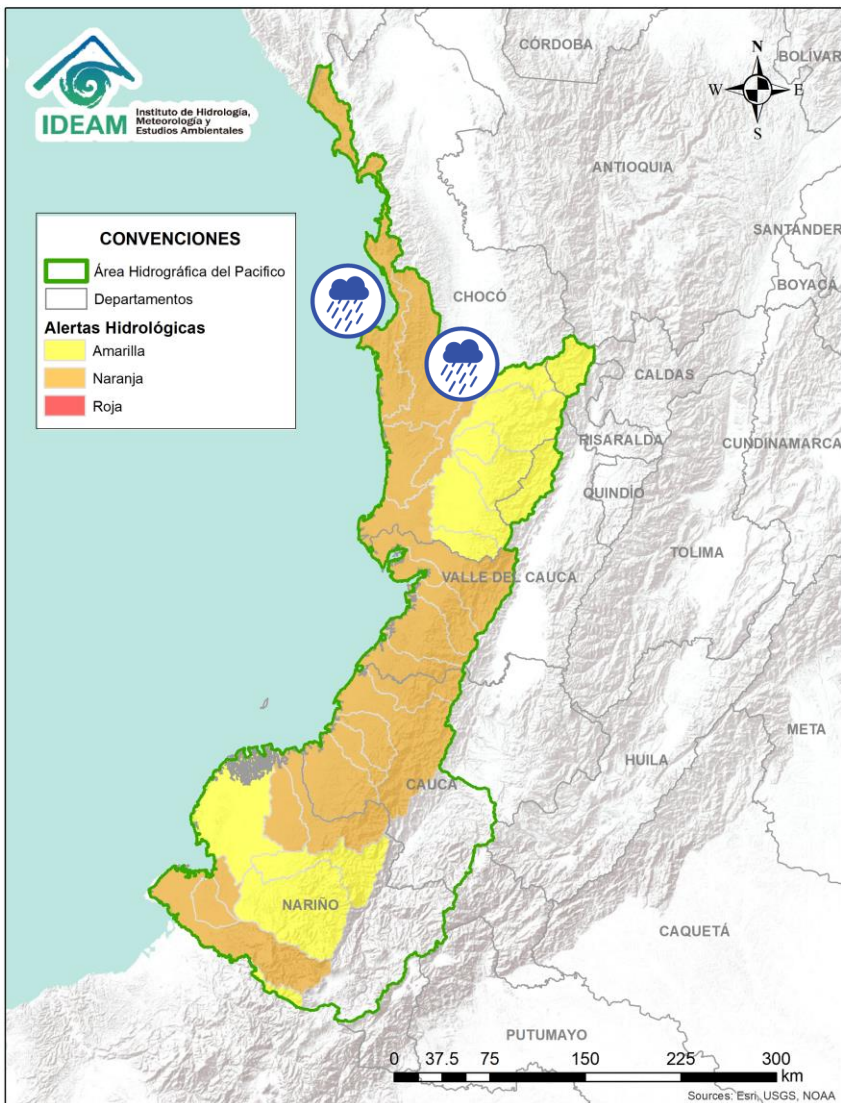 IDEAM
Instituto de Hidrología,
Meteorología y
Estudios Ambientales
CÓRDOBA
BOLÍVAR
N
W E
S
ANTIOQUIA
SANTANDER
BOYACÁ
CONVENCIONES
Área Hidrográfica del Pacifico
Departamentos
Alertas Hidrológicas
Amarilla
Naranja
Roja
CHOCÓ
CALDAS
RISARALDA
CUNDINAMARCA
QUINDÍO
TOLIMA
VALLE DEL CAUCA
META
HUILA
CAUCA
NARIÑO
CAQUETÁ
PUTUMAYO
0 37.5 75 150 225 300
km
Sources: Esri, USGS, NOAA